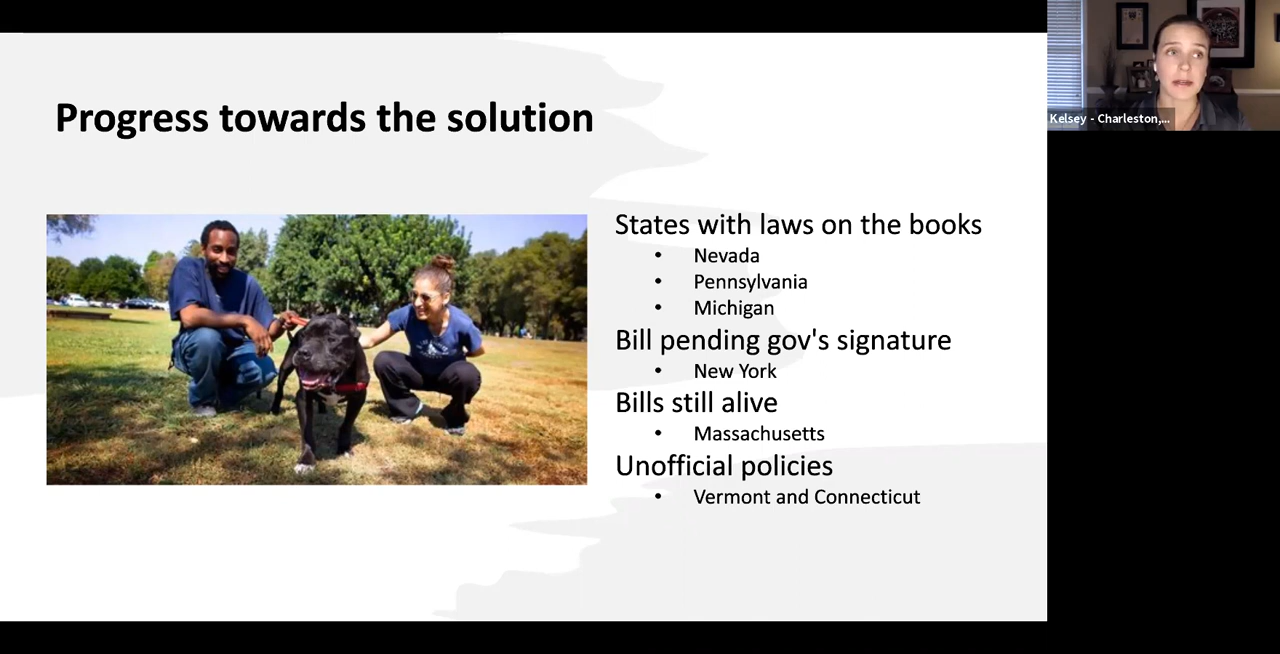 Progress towards the solution
States with laws on the books
• Nevada
• Pennsylvania
• Michigan
Bill pending gov's signature
• New York
Bills still alive
• Massachusetts
Unofficial policies
• Vermont and Connecticut
Kelsey - Charleston,...